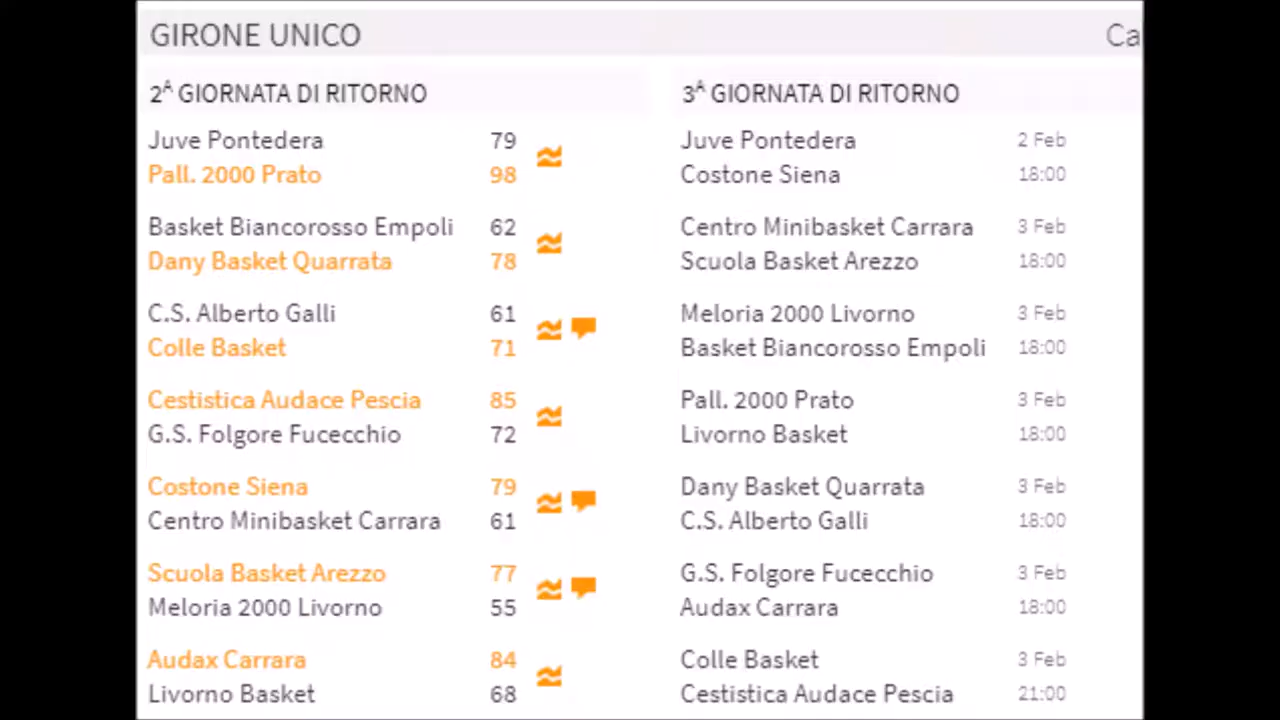 GIRONE UNICO
Ca
2A GIORNATA DI RITORNO
Juve Pontedera 79
Pall. 2000 Prato 98
Basket Biancorosso Empoli 62
Dany Basket Quarrata 78
C.S. Alberto Galli 61
Colle Basket 71
Cestistica Audace Pescia 85
G.S. Folgore Fucecchio 72
Costone Siena 79
Centro Minibasket Carrara 61
Scuola Basket Arezzo 77
Meloria 2000 Livorno 55
Audax Carrara 84
Livorno Basket 68
3A GIORNATA DI RITORNO
Juve Pontedera 2 Feb
Costone Siena 18:00
Centro Minibasket Carrara 3 Feb
Scuola Basket Arezzo 18:00
Meloria 2000 Livorno 3 Feb
Basket Biancorosso Empoli 18:00
Pall. 2000 Prato 3 Feb
Livorno Basket 18:00
Dany Basket Quarrata 3 Feb
C.S. Alberto Galli 18:00
G.S. Folgore Fucecchio 3 Feb
Audax Carrara 18:00
Colle Basket 3 Feb
Cestistica Audace Pescia 21:00